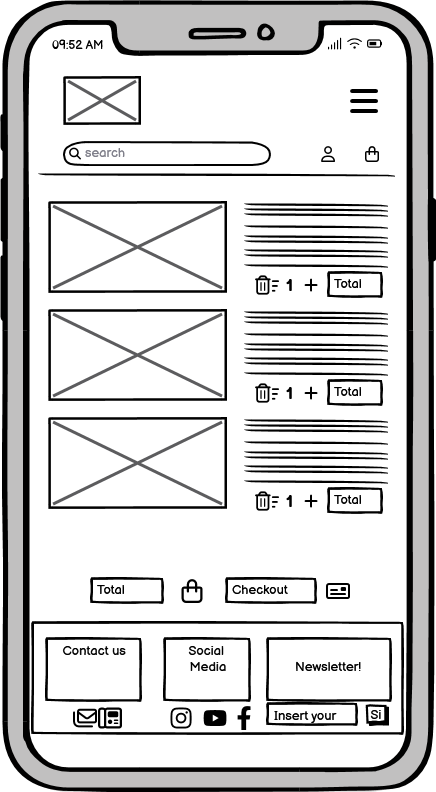 09:52 AM
search
1
Total
1
Total
1
Total
Total
Checkout
Contact us
Social
Media
Newsletter!
Insert your
Si